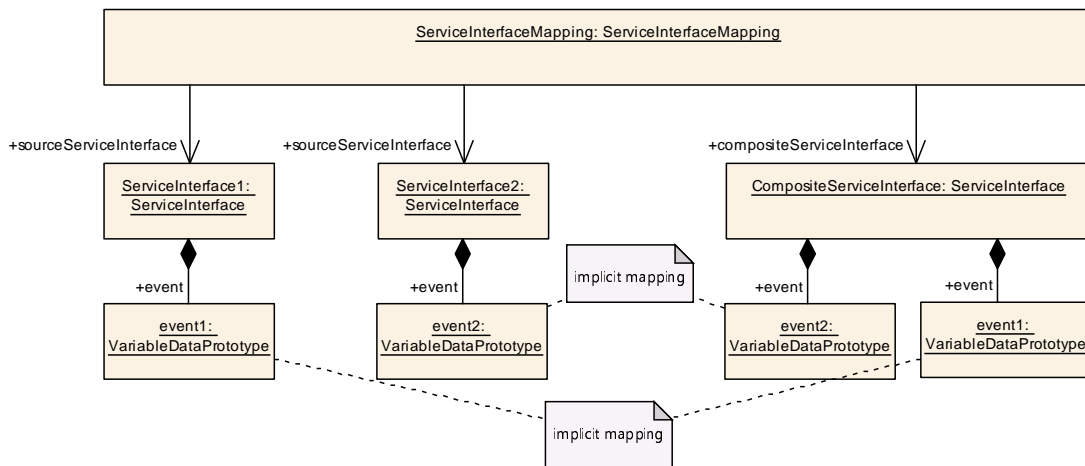 ServiceInterfaceMapping: ServiceInterfaceMapping
+sourceServiceInterface
+sourceServiceInterface
+compositeServiceInterface
ServiceInterface1:
ServiceInterface
ServiceInterface2:
ServiceInterface
CompositeServiceInterface: ServiceInterface
implicit mapping
+event
+event
+event
+event
event1:
VariableDataPrototype
event2:
VariableDataPrototype
event2:
VariableDataPrototype
event1:
VariableDataPrototype
implicit mapping